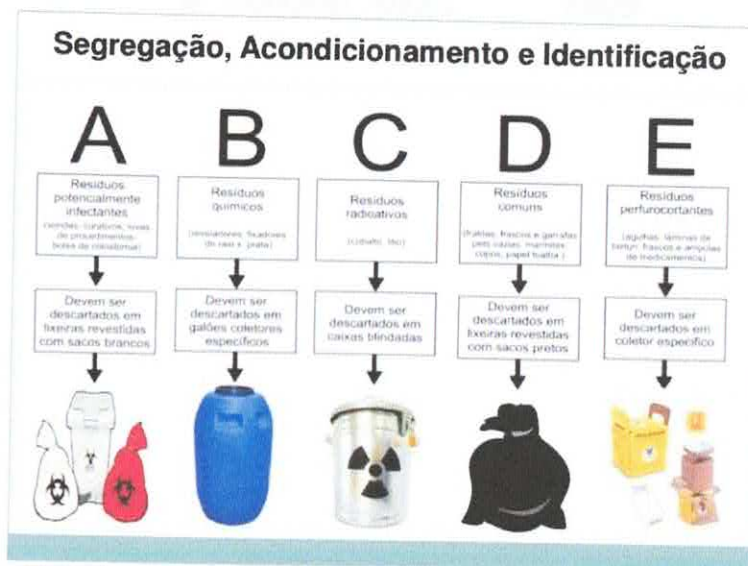 Segregação, Acondicionamento e Identificação
A
Resíduos
potencialmente
infectantes
B
Resíduos
químicos
C
Resíduos
radioativos
D
Resíduos
comuns
E
Resíduos
perfurocortantes
de medicamentos)
Devem ser
descartados em
lixeiras revestidas
com sacos brancos
Devem ser
descartados em
galões coletores
específicos
Devem ser
descartados em
caixas blindadas
Devem ser
descartados em
lixeiras revestidas
com sacos pretos
Devem ser
descartados em
coletor específico